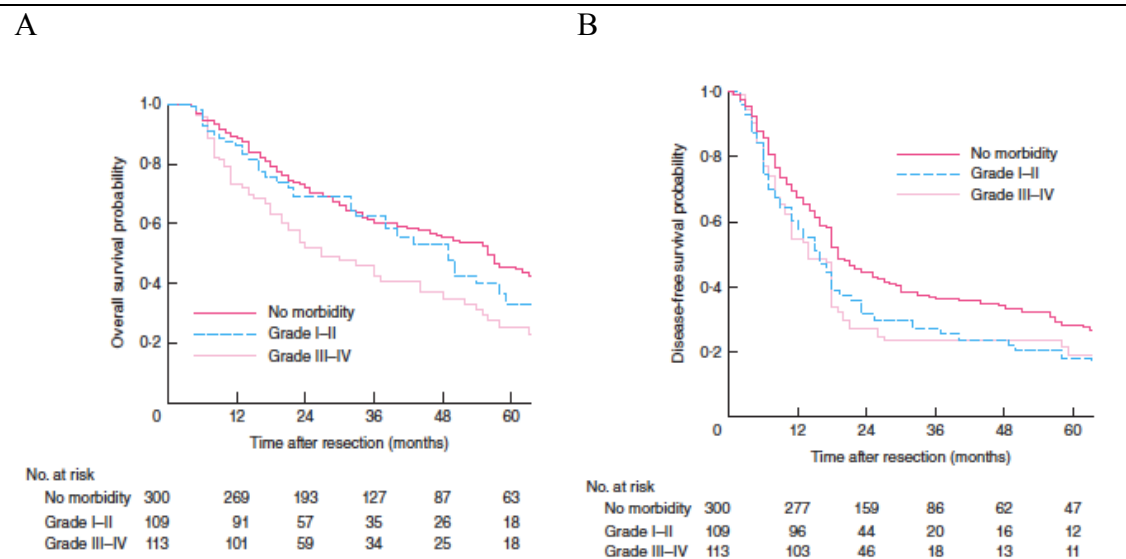 A
B
Overall survival probability
1·0
0·8
0·6
0·4
0·2
No morbidity
Grade I–II
Grade III–IV
0 12 24 36 48 60
Time after resection (months)
No. at risk
No morbidity 300 269 193 127 87 63
Grade I–II 109 91 57 35 26 18
Grade III–IV 113 101 59 34 25 18
Disease-free survival probability
1·0
0·8
0·6
0·4
0·2
No morbidity
Grade I–II
Grade III–IV
0 12 24 36 48 60
Time after resection (months)
No. at risk
No morbidity 300 277 159 86 62 47
Grade I–II 109 96 44 20 16 12
Grade III–IV 113 103 46 18 13 11